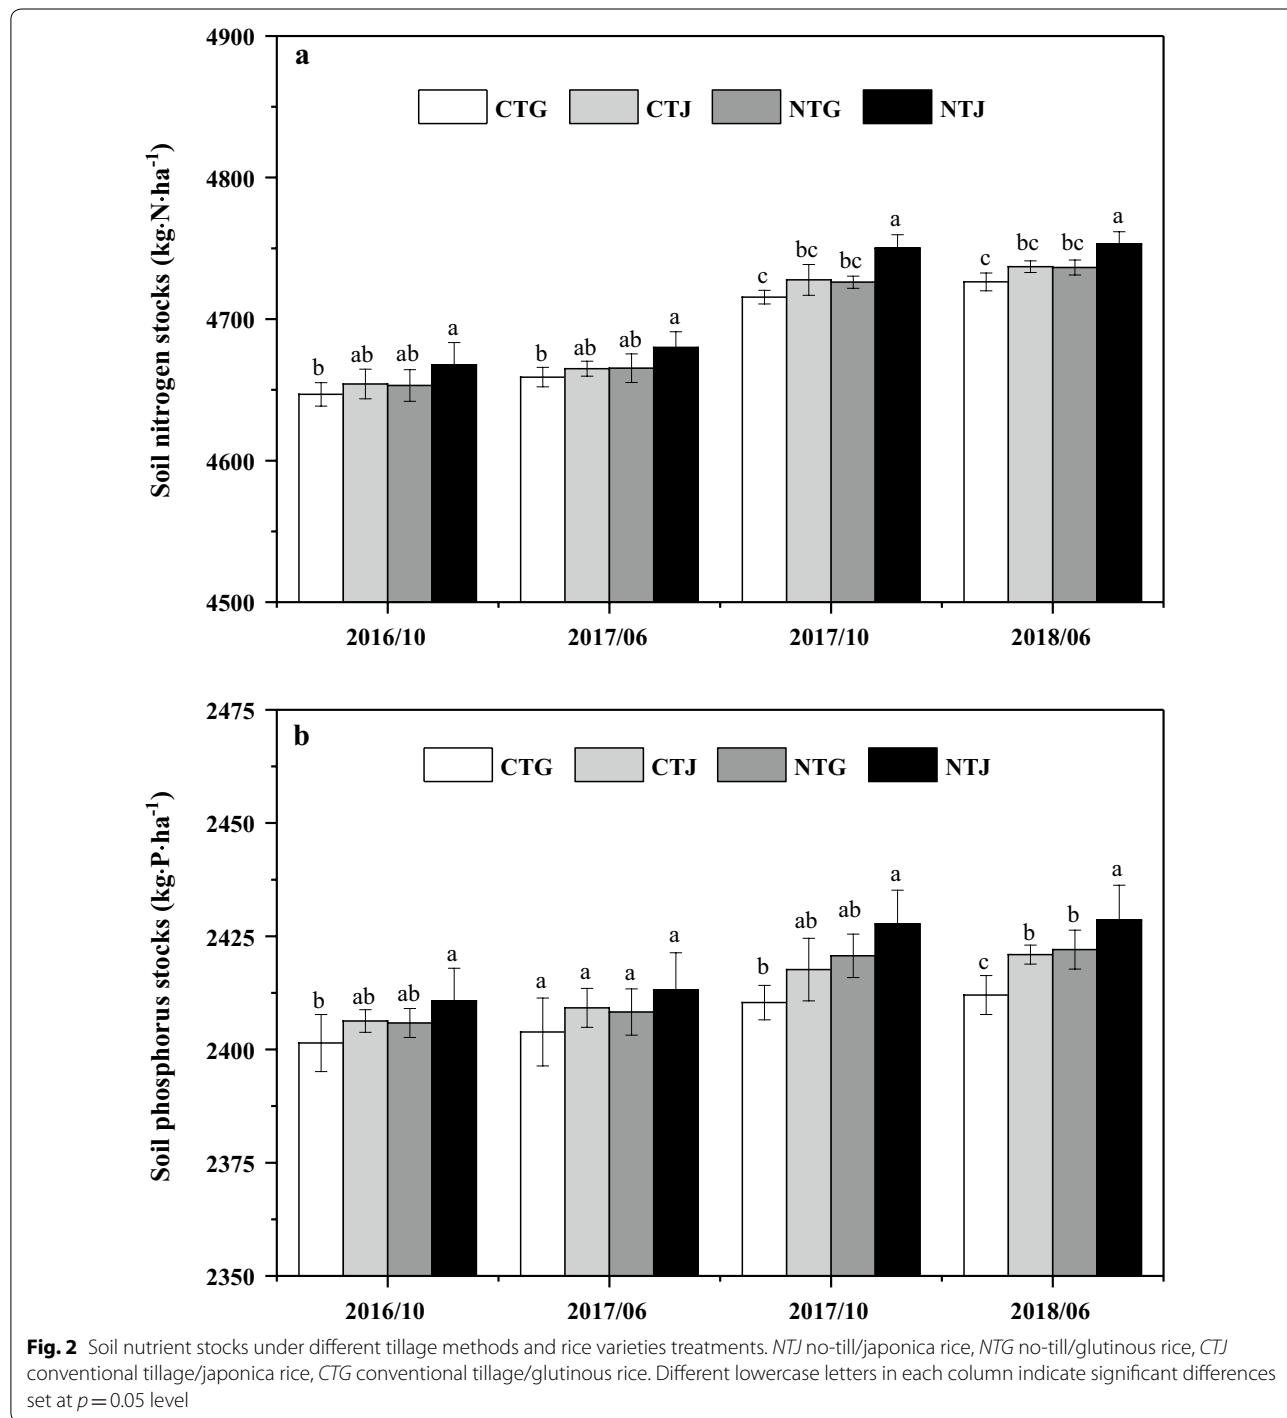 a
CTG CTJ NTG NTJ
Soil nitrogen stocks (kg·N·ha⁻¹)
4900
4800
4700
4600
4500
b ab ab a
b ab ab a
c bc bc a
c bc bc a
2016/10 2017/06 2017/10 2018/06
b
CTG CTJ NTG NTJ
Soil phosphorus stocks (kg·P·ha⁻¹)
2475
2450
2425
2400
2375
2350
b ab ab a
a a a a
b ab ab a
c b b a
2016/10 2017/06 2017/10 2018/06
Fig. 2 Soil nutrient stocks under different tillage methods and rice varieties treatments. NTJ no-till/japonica rice, NTG no-till/glutinous rice, CTJ
conventional tillage/japonica rice, CTG conventional tillage/glutinous rice. Different lowercase letters in each column indicate significant differences
set at p = 0.05 level